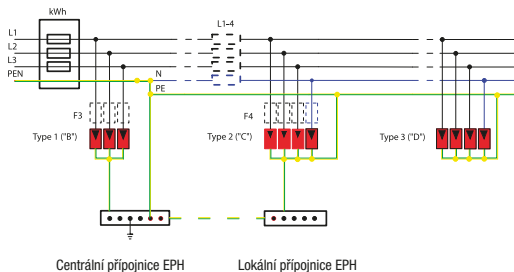 kWh
L1-4
L1
L2
L3
PEN
N
PE
F3
F4
Type 1 ("B")
Type 2 ("C")
Type 3 ("D")
Centrální přípojnice EPH
Lokální přípojnice EPH